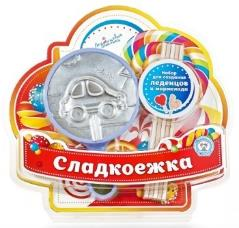 Набор
для создания
леденцов
и мармелада
Сладкоежка